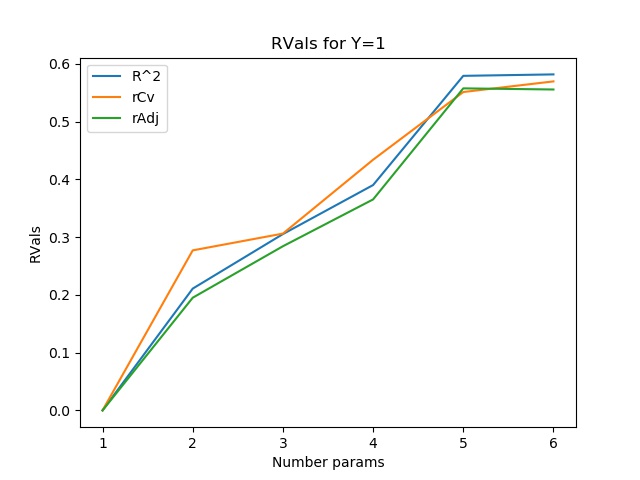 RVals for Y=1
R^2
rCv
rAdj
RVals
0.6
0.5
0.4
0.3
0.2
0.1
0.0
1 2 3 4 5 6
Number params